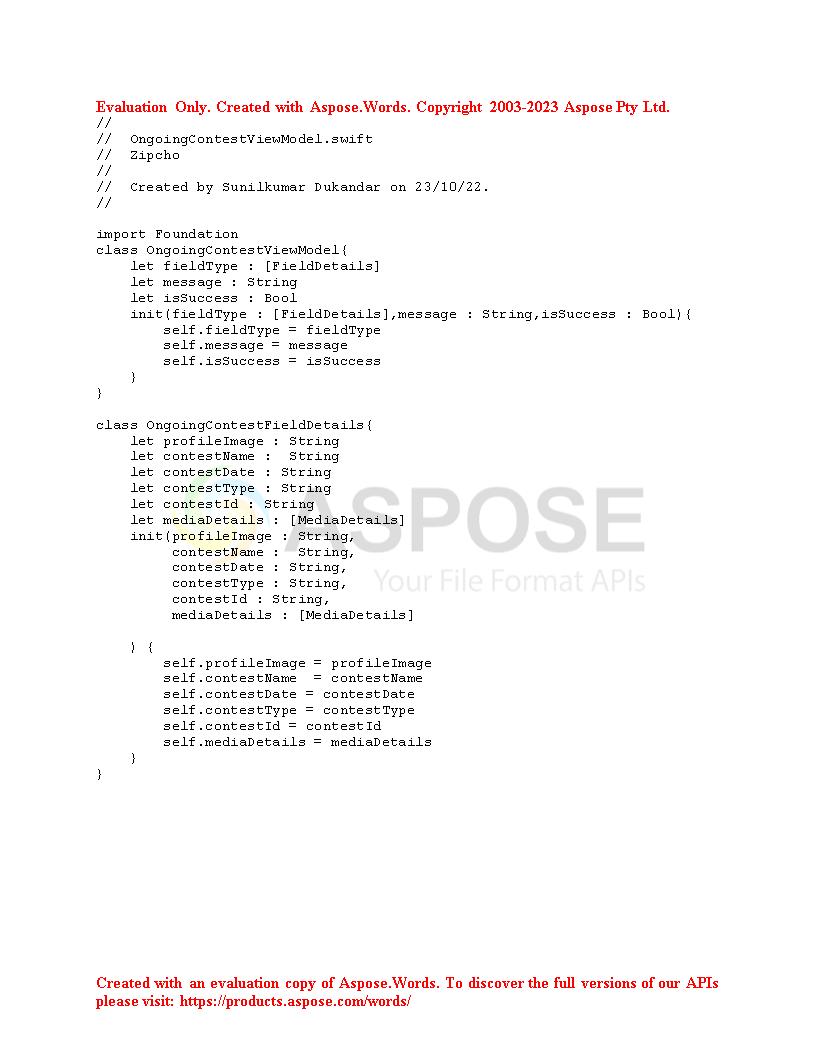 Evaluation Only. Created with Aspose.Words. Copyright 2003-2023 Aspose Pty Ltd.
//
//  OngoingContestViewModel.swift
//  Zipcho
//
//  Created by Sunilkumar Dukandar on 23/10/22.
//

import Foundation
class OngoingContestViewModel{
    let fieldType : [FieldDetails]
    let message : String
    let isSuccess : Bool
    init(fieldType : [FieldDetails],message : String,isSuccess : Bool){
        self.fieldType = fieldType
        self.message = message
        self.isSuccess = isSuccess
    }
}

class OngoingContestFieldDetails{
    let profileImage : String
    let contestName :  String
    let contestDate : String
    let contestType : String
    let contestId : String
    let mediaDetails : [MediaDetails]
    init(profileImage : String,
         contestName :  String,
         contestDate : String,
         contestType : String,
         contestId : String,
         mediaDetails : [MediaDetails]

    ) {
        self.profileImage = profileImage
        self.contestName  = contestName
        self.contestDate = contestDate
        self.contestType = contestType
        self.contestId = contestId
        self.mediaDetails = mediaDetails
    }
}
ASPOSE
Your File Format APIs
Created with an evaluation copy of Aspose.Words. To discover the full versions of our APIs
please visit: https://products.aspose.com/words/